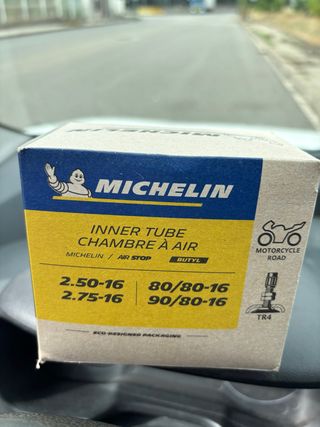 MICHELIN
INNER TUBE
CHAMBRE À AIR
MICHELIN / AIR STOP BUTYL
2.50-16
2.75-16
80/80-16
90/80-16
MOTORCYCLE
ROAD
TR4
ECO-DESIGNED PACKAGING